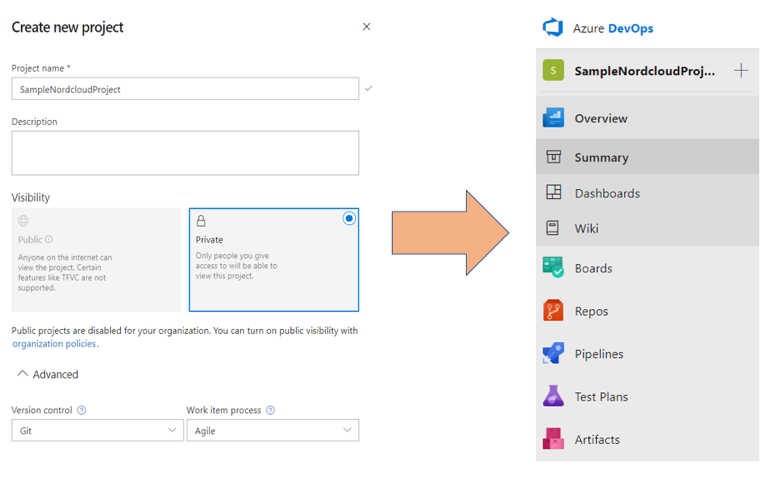 Create new project
Project name *
SampleNordcloudProject
Description
Visibility
Public
Anyone on the internet can
view the project. Certain
features like TFVC are not
supported.
Private
Only people you give
access to will be able to
view this project.
Public projects are disabled for your organization. You can turn on public visibility with
organization policies.
Advanced
Version control
Work item process
Git
Agile
Azure DevOps
S
SampleNordcloudProj...
Overview
Summary
Dashboards
Wiki
Boards
Repos
Pipelines
Test Plans
Artifacts